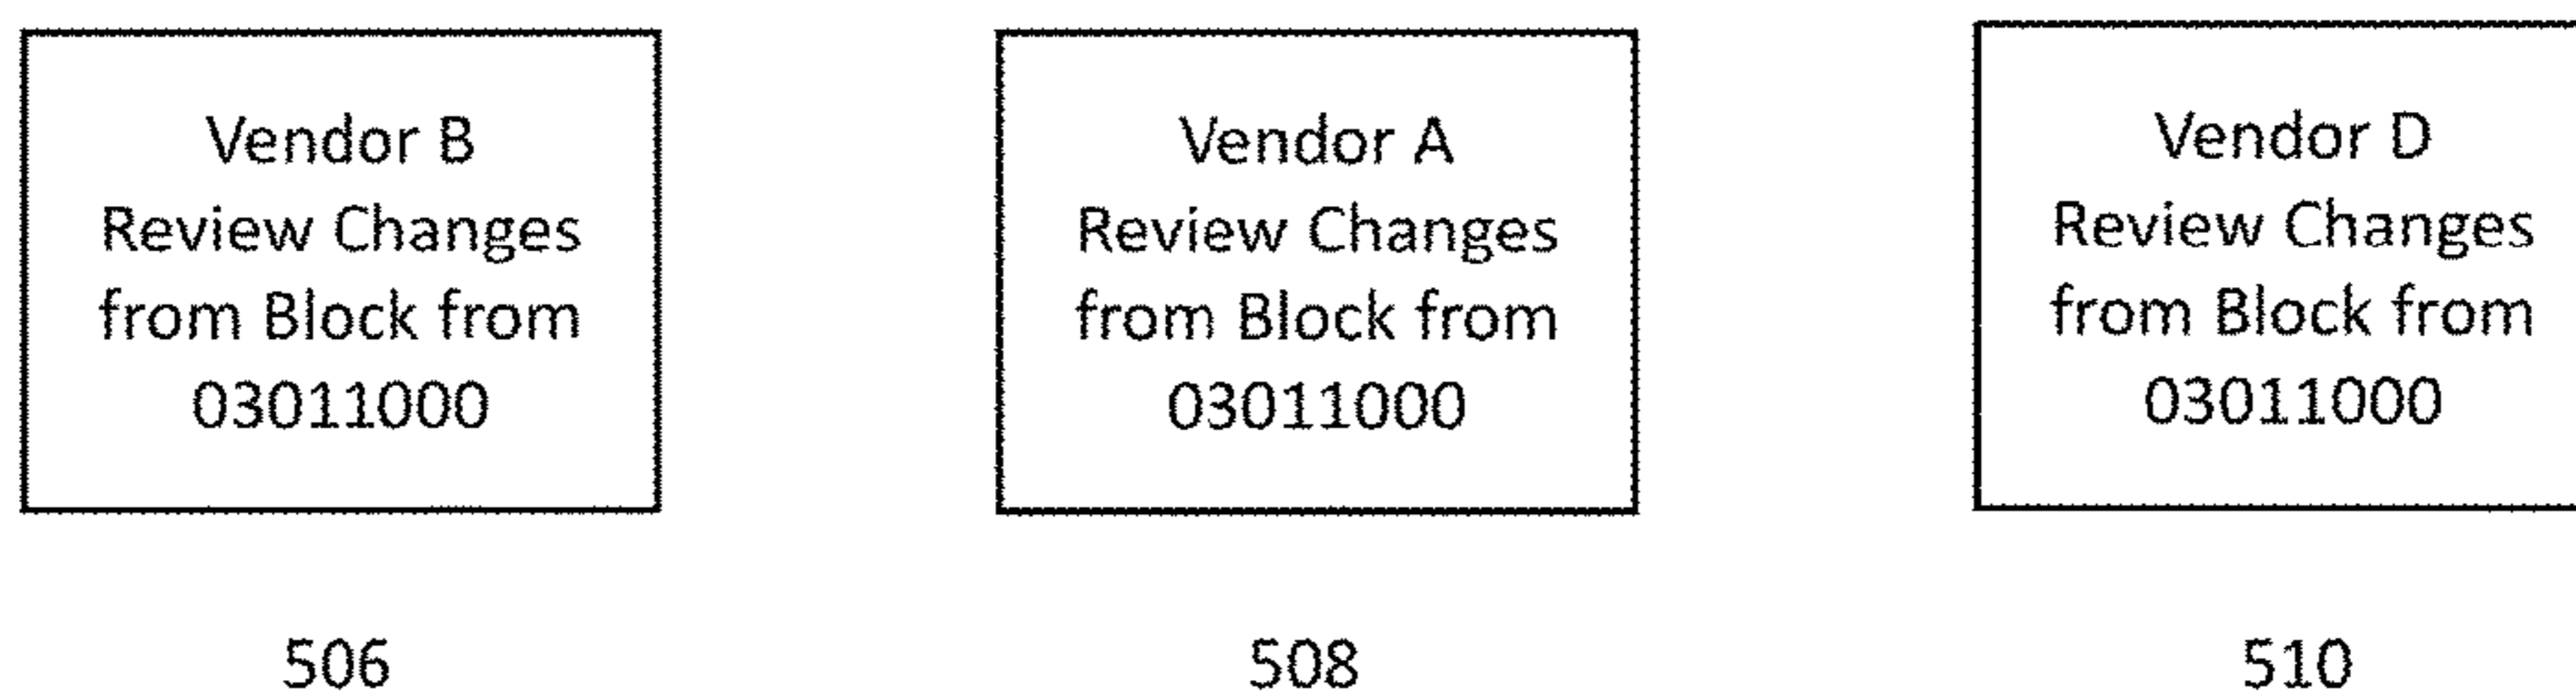 Vendor B
Review Changes
from Block from
03011000
506
Vendor A
Review Changes
from Block from
03011000
508
Vendor D
Review Changes
from Block from
03011000
510